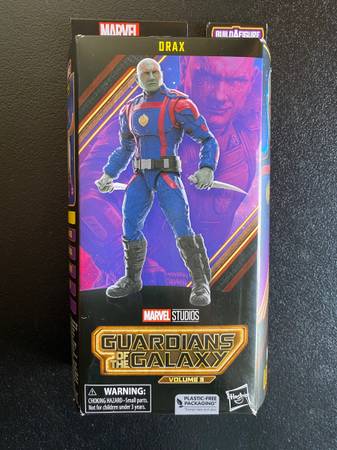 MARVEL
BUILD A FIGURE
DRAX
MARVEL STUDIOS
GUARDIANS
OF THE GALAXY
VOLUME 3
WARNING:
CHOKING HAZARD–Small parts.
Not for children under 3 years.
PLASTIC-FREE
PACKAGING
Hasbro